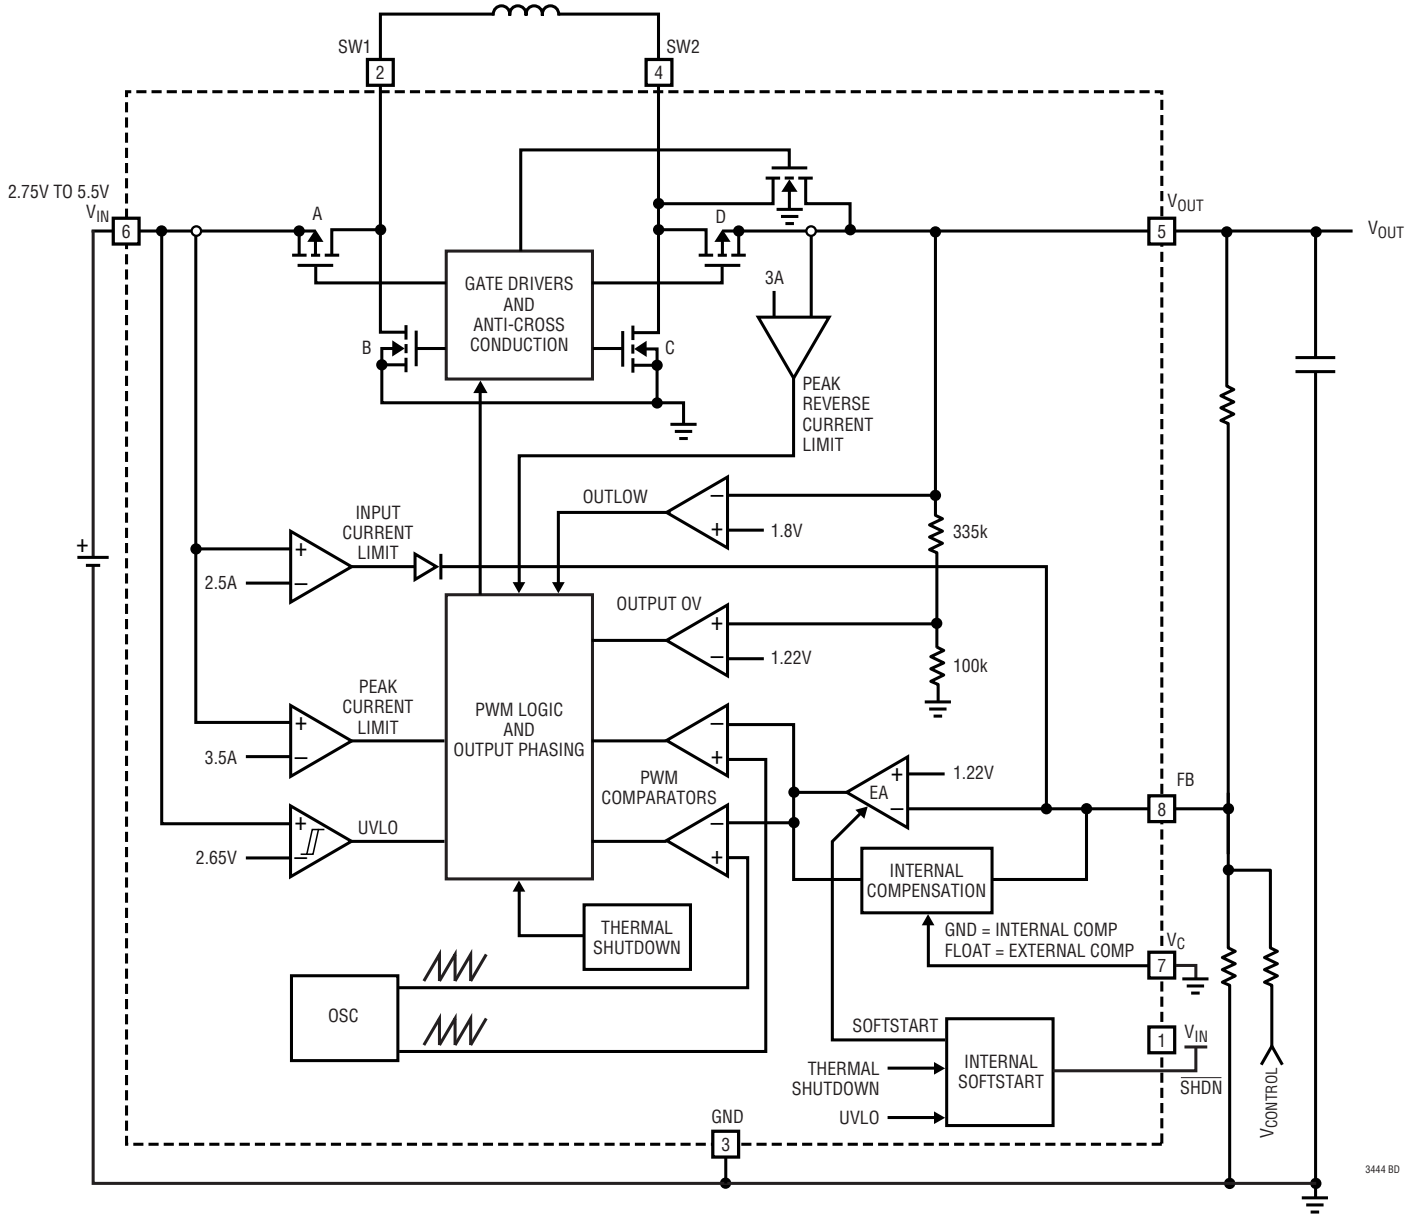 SW1
SW2
2
4
2.75V TO 5.5V
VIN
6
A
D
VOUT
5
VOUT
GATE DRIVERS
AND
ANTI-CROSS
CONDUCTION
3A
B
C
PEAK
REVERSE
CURRENT
LIMIT
INPUT
CURRENT
LIMIT
OUTLOW
−
+
1.8V
335k
+
+
−
2.5A
OUTPUT OV
+
−
1.22V
100k
PEAK
CURRENT
LIMIT
+
−
3.5A
PWM LOGIC
AND
OUTPUT PHASING
−
+
PWM
COMPARATORS
−
+
EA
+
−
1.22V
FB
8
UVLO
+
−
2.65V
INTERNAL
COMPENSATION
THERMAL
SHUTDOWN
GND = INTERNAL COMP
FLOAT = EXTERNAL COMP
VC
7
OSC
SOFTSTART
INTERNAL
SOFTSTART
THERMAL
SHUTDOWN
UVLO
1
VIN
SHDN
VCONTROL
GND
3
3444 BD